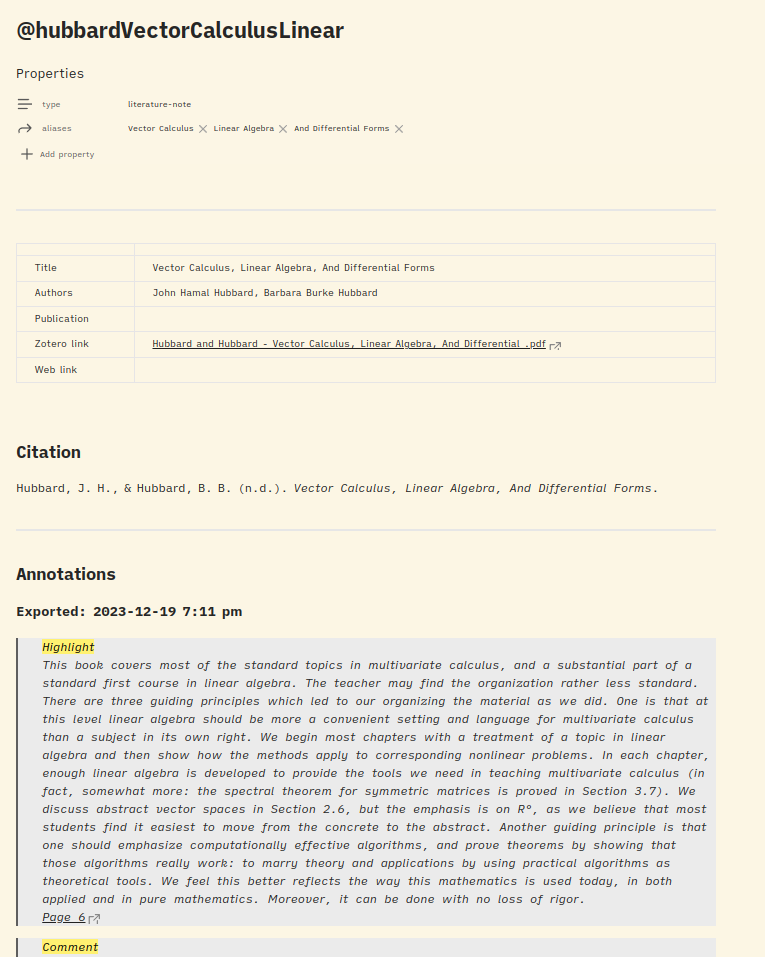 @hubbardVectorCalculusLinear
Properties
type literature-note
aliases Vector Calculus Linear Algebra And Differential Forms
Add property
Title Vector Calculus, Linear Algebra, And Differential Forms
Authors John Hamal Hubbard, Barbara Burke Hubbard
Publication
Zotero link Hubbard and Hubbard - Vector Calculus, Linear Algebra, And Differential .pdf
Web link
Citation
Hubbard, J. H., & Hubbard, B. B. (n.d.). Vector Calculus, Linear Algebra, And Differential Forms.
Annotations
Exported: 2023-12-19 7:11 pm
Highlight
This book covers most of the standard topics in multivariate calculus, and a substantial part of a
standard first course in linear algebra. The teacher may find the organization rather less standard.
There are three guiding principles which led to our organizing the material as we did. One is that at
this level linear algebra should be more a convenient setting and language for multivariate calculus
than a subject in its own right. We begin most chapters with a treatment of a topic in linear
algebra and then show how the methods apply to corresponding nonlinear problems. In each chapter,
enough linear algebra is developed to provide the tools we need in teaching multivariate calculus (in
fact, somewhat more: the spectral theorem for symmetric matrices is proved in Section 3.7). We
discuss abstract vector spaces in Section 2.6, but the emphasis is on R°, as we believe that most
students find it easiest to move from the concrete to the abstract. Another guiding principle is that
one should emphasize computationally effective algorithms, and prove theorems by showing that
those algorithms really work: to marry theory and applications by using practical algorithms as
theoretical tools. We feel this better reflects the way this mathematics is used today, in both
applied and in pure mathematics. Moreover, it can be done with no loss of rigor.
Page 6
Comment